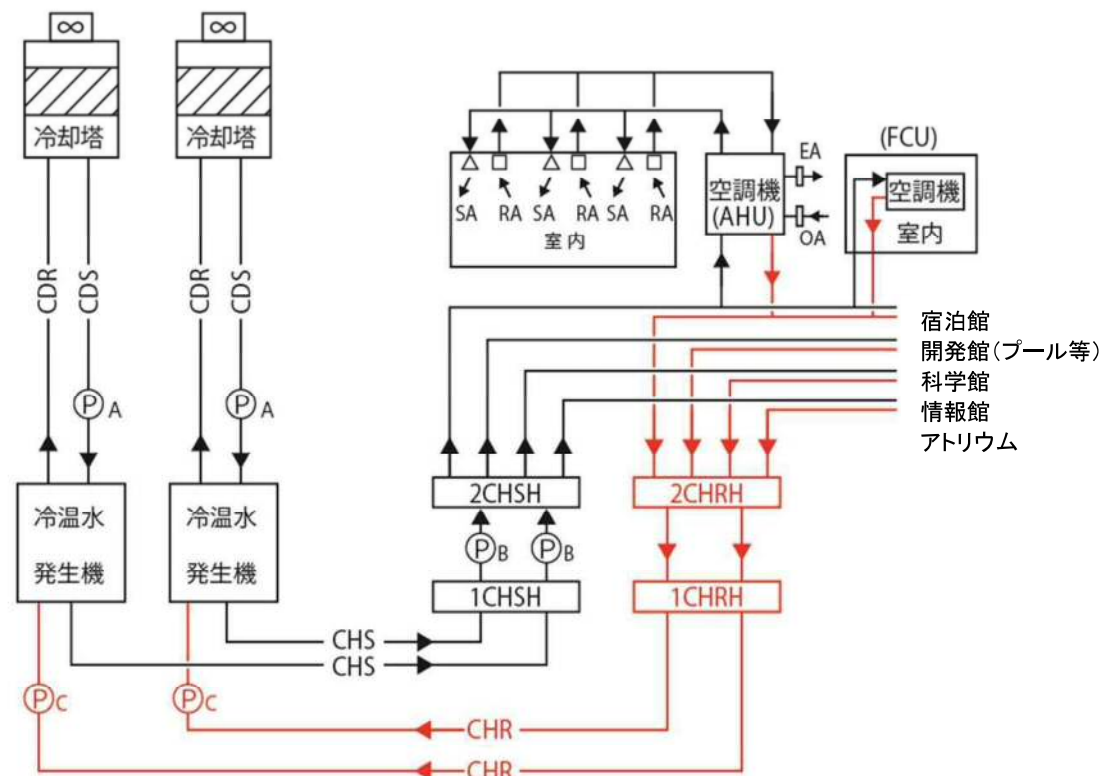 ∞ ∞
冷却塔 冷却塔
CDR CDS CDR CDS
P A P A
冷温水 冷温水
発生機 発生機
SA RA SA RA SA RA
室内
空調機
(AHU)
EA
OA
(FCU)
空調機
室内
宿泊館
開発館(プール等)
科学館
情報館
アトリウム
2CHSH 2CHRH
P B P B
1CHSH 1CHRH
CHS
CHS
P C P C
CHR
CHR